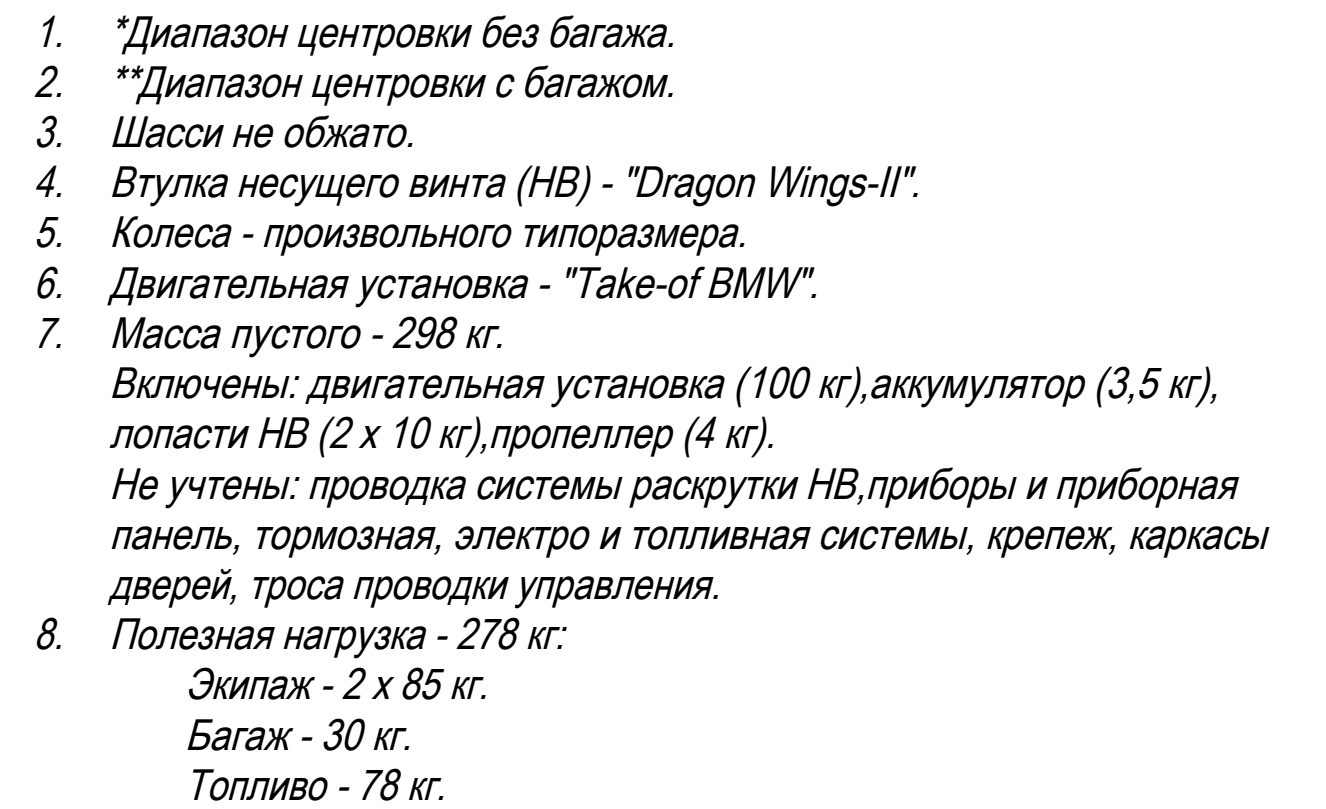 1. *Диапазон центровки без багажа.
2. **Диапазон центровки с багажом.
3. Шасси не обжато.
4. Втулка несущего винта (НВ) - "Dragon Wings-II".
5. Колеса - произвольного типоразмера.
6. Двигательная установка - "Take-of BMW".
7. Масса пустого - 298 кг.
Включены: двигательная установка (100 кг),аккумулятор (3,5 кг),
лопасти НВ (2 х 10 кг),пропеллер (4 кг).
Не учтены: проводка системы раскрутки НВ,приборы и приборная
панель, тормозная, электро и топливная системы, крепеж, каркасы
дверей, троса проводки управления.
8. Полезная нагрузка - 278 кг:
Экипаж - 2 х 85 кг.
Багаж - 30 кг.
Топливо - 78 кг.